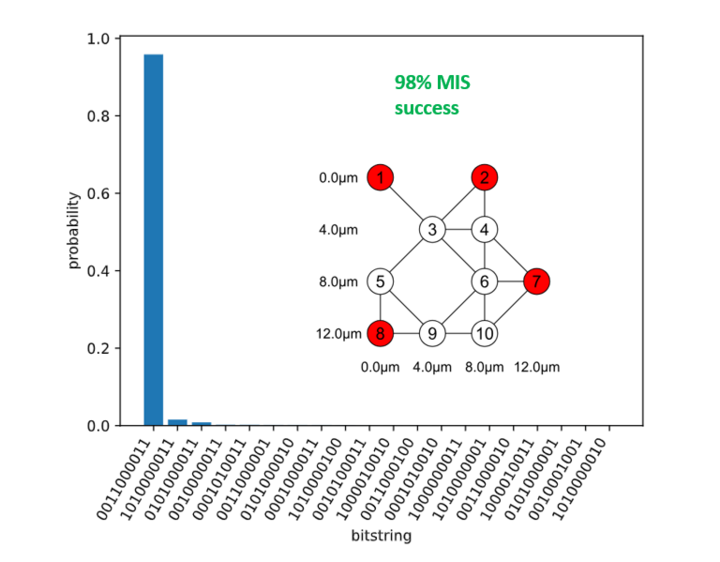 1.0
98% MIS
success
0.8
0.6
0.4
0.2
0.0
probability
0.0µm 1 2
4.0µm 3 4
8.0µm 5 6 7
12.0µm 8 9 10
0.0µm 4.0µm 8.0µm 12.0µm
0011000011
1010000011
0101000011
0010000011
0001010011
0011000001
0101000010
0001000011
1010000100
0010100011
1000010010
0011000100
0001010010
1000000011
1010000001
0011000010
1000010011
0101000001
0010001001
1010000010
bitstring